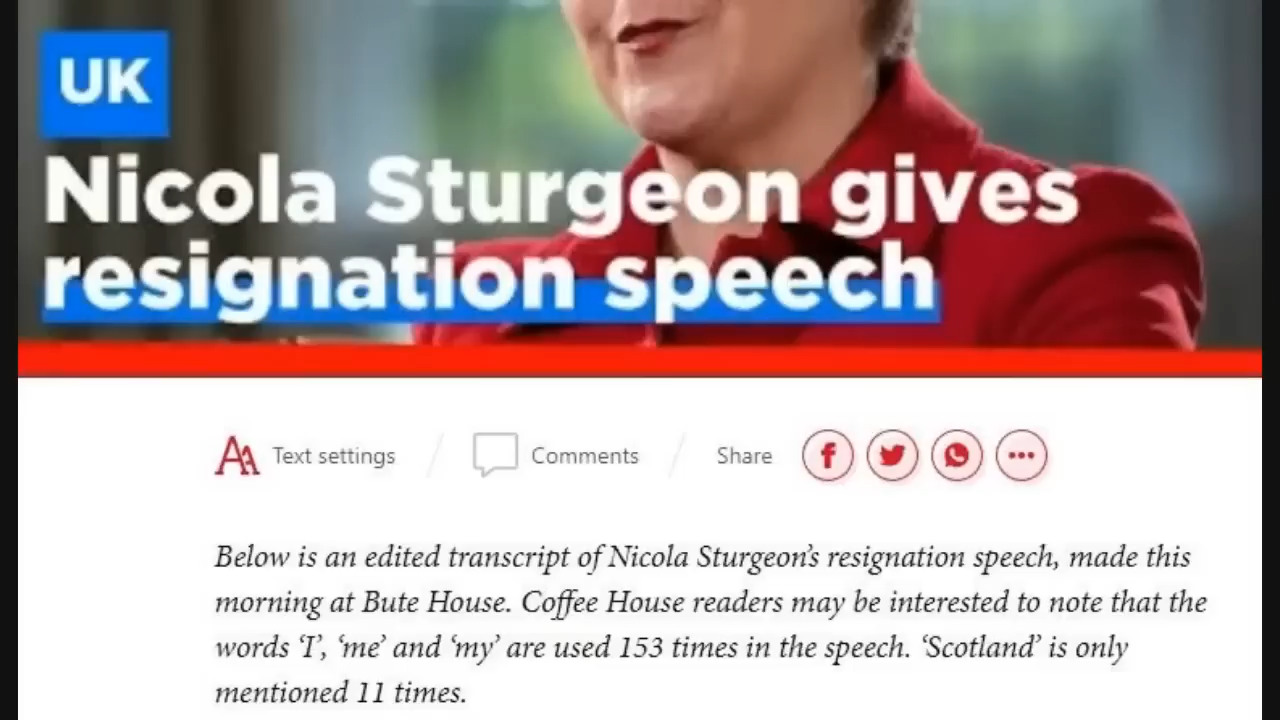 UK
Nicola Sturgeon gives
resignation speech
Text settings
Comments
Share
Below is an edited transcript of Nicola Sturgeon’s resignation speech, made this
morning at Bute House. Coffee House readers may be interested to note that the
words ‘I’, ‘me’ and ‘my’ are used 153 times in the speech. ‘Scotland’ is only
mentioned 11 times.